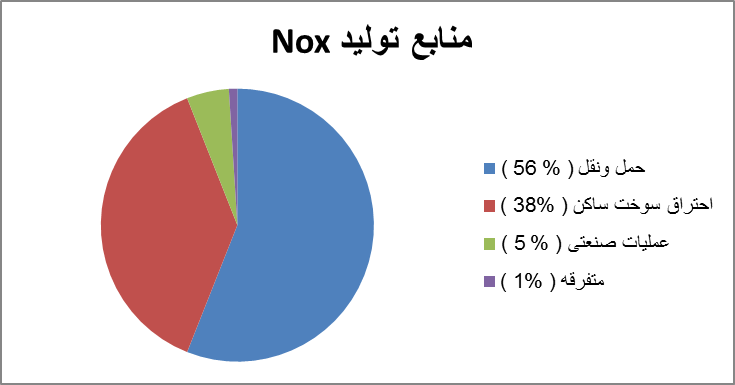 منابع تولید Nox
حمل ونقل ( % 56 )
احتراق سوخت ساکن ( %38 )
عملیات صنعتی ( % 5 )
متفرقه ( %1 )